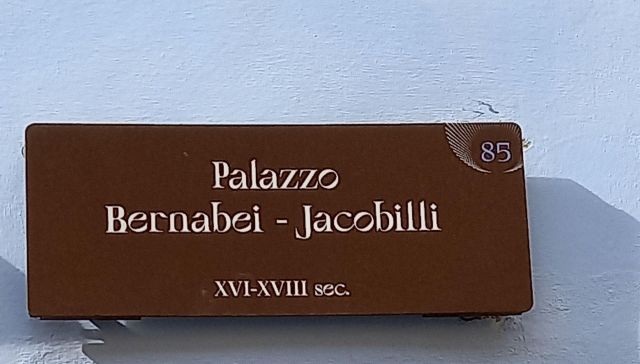 85
Palazzo
Bernabei - Jacobilli
XVI-XVIII sec.